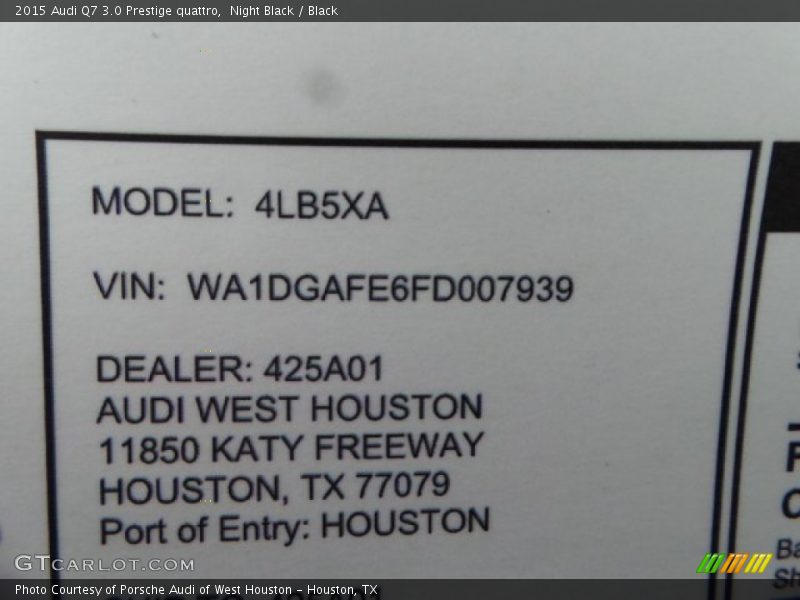 2015 Audi Q7 3.0 Prestige quattro,  Night Black / Black
MODEL: 4LB5XA
VIN: WA1DGAFE6FD007939
DEALER: 425A01
AUDI WEST HOUSTON
11850 KATY FREEWAY
HOUSTON, TX 77079
Port of Entry: HOUSTON
GTCARLOT.COM
Photo Courtesy of Porsche Audi of West Houston – Houston, TX